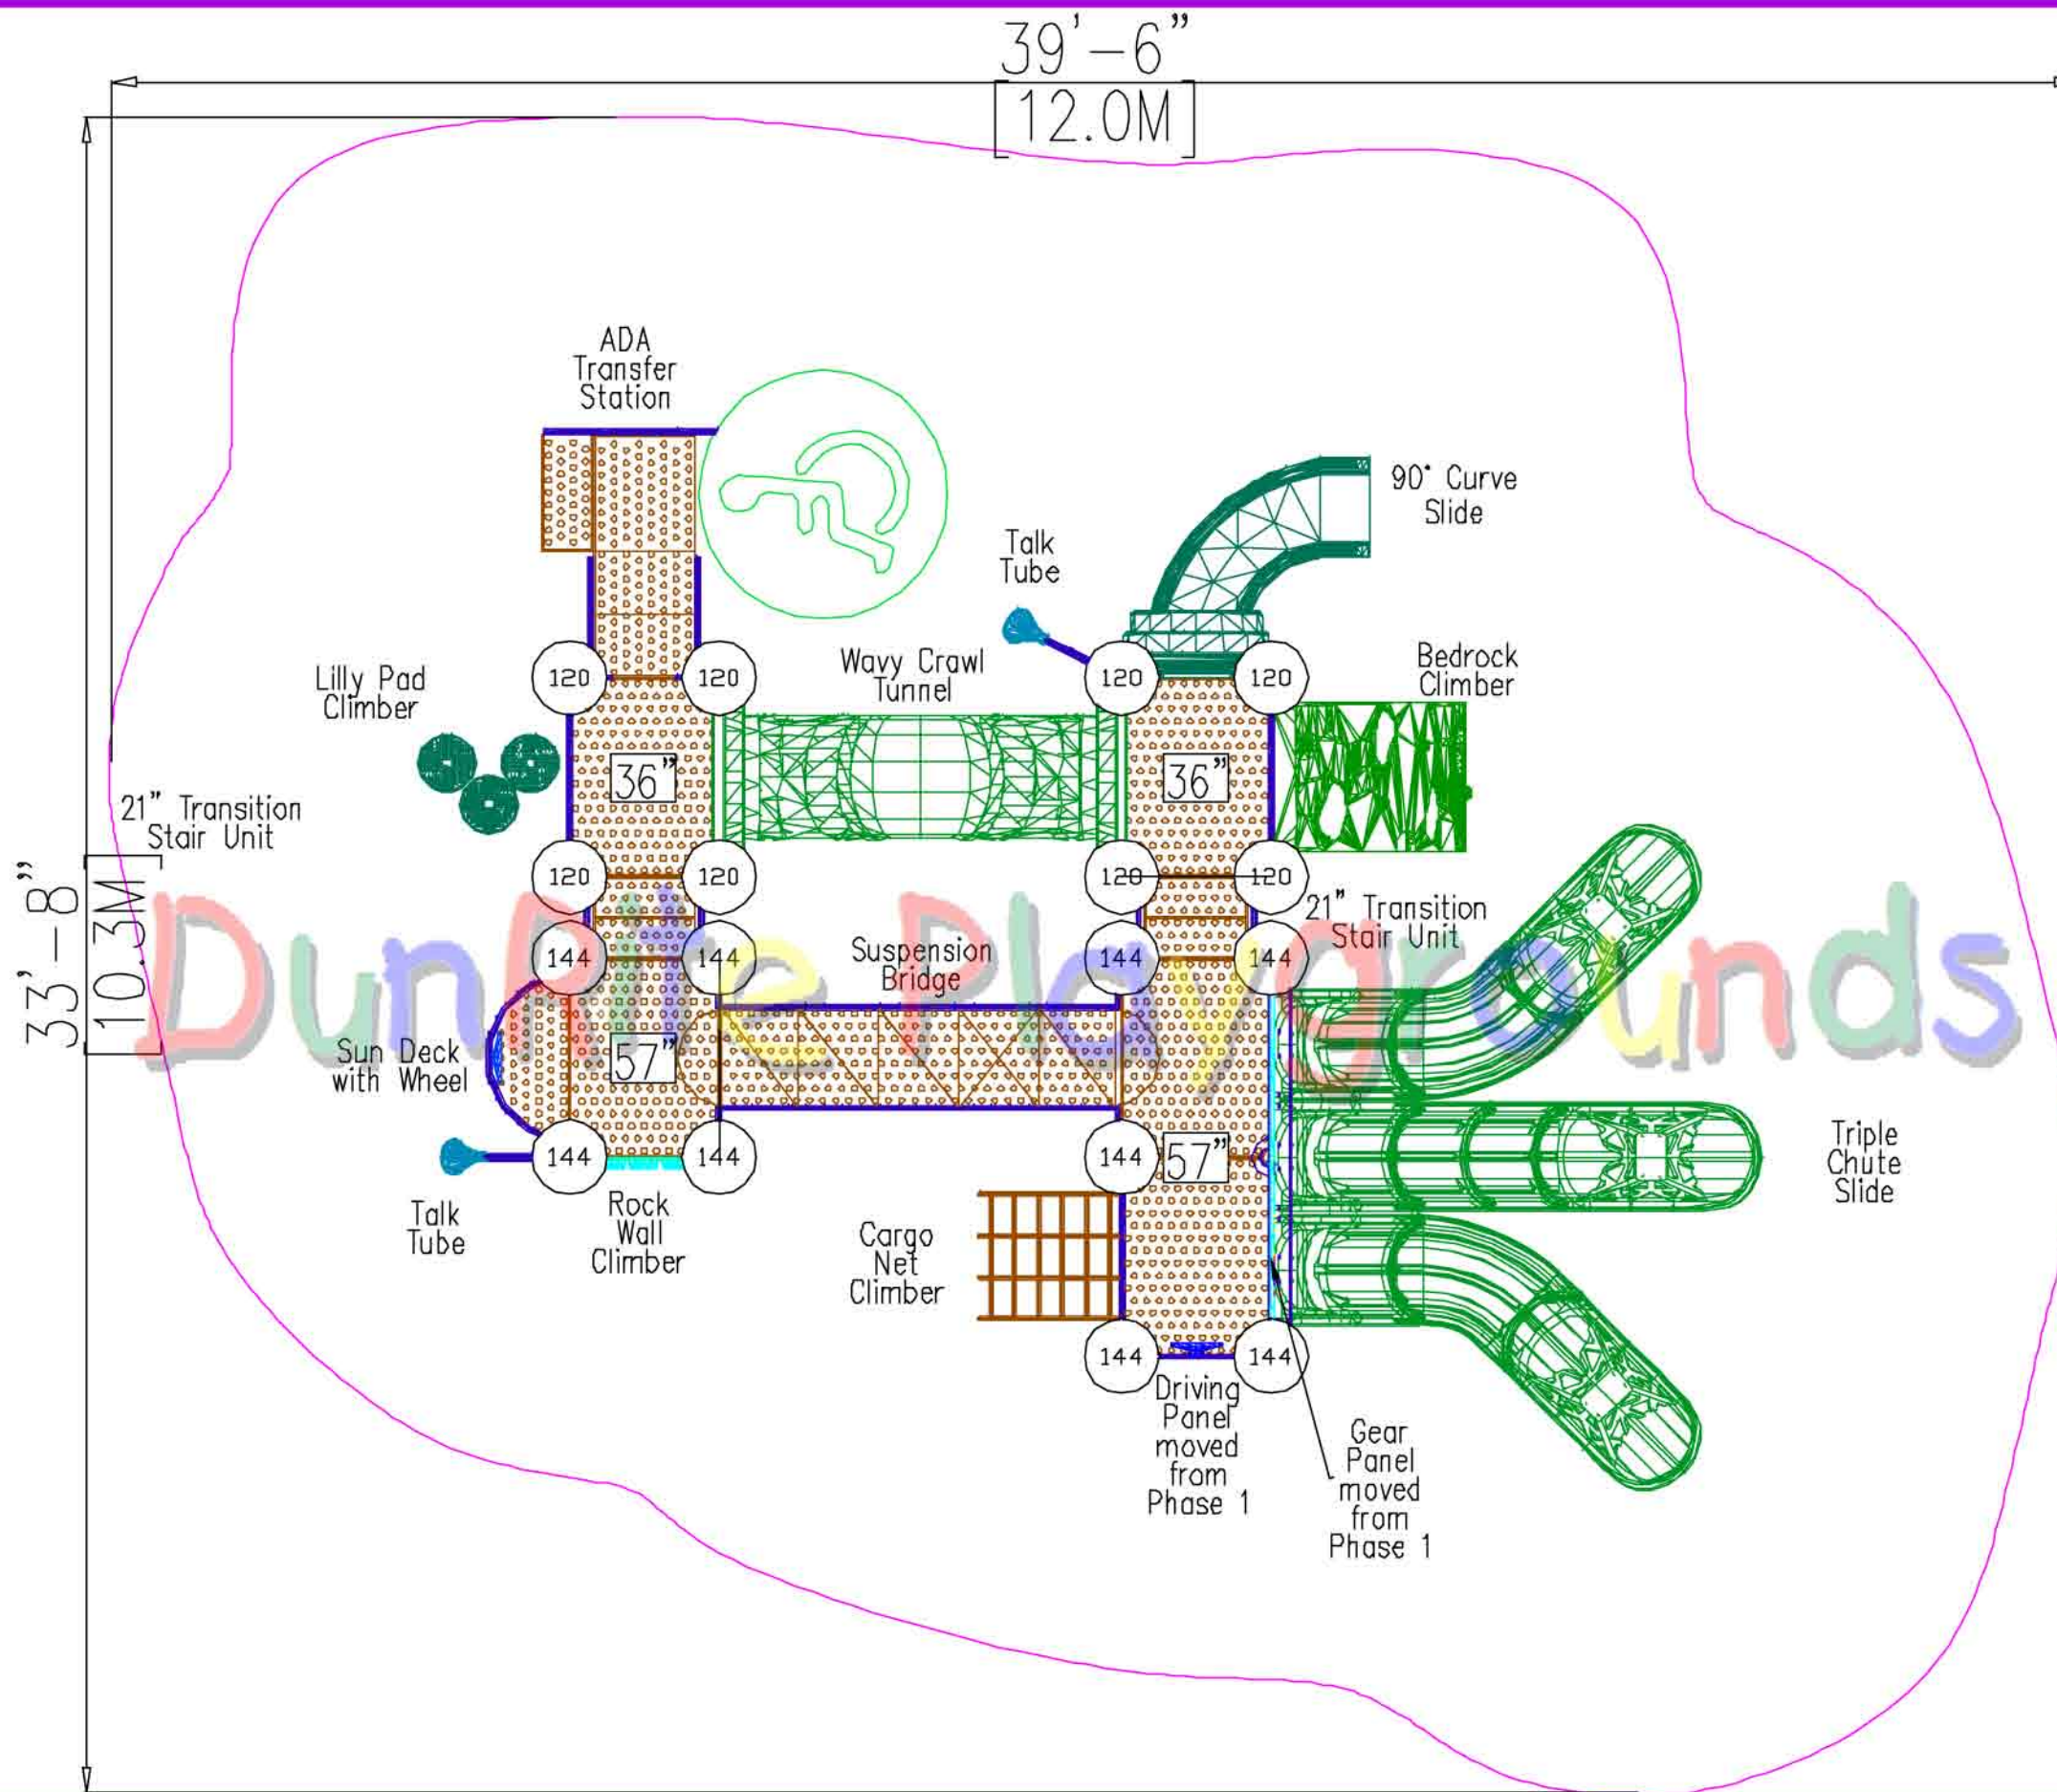 39'-6"
[12.0M]
ADA
Transfer
Station
90° Curve
Slide
Talk
Tube
Lilly Pad
Climber
Wavy Crawl
Tunnel
Bedrock
Climber
120
120
120
120
36"
36"
21" Transition
Stair Unit
33'-8"
[10.3M]
120
120
120
120
21" Transition
Stair Unit
DunRite Playgrounds
144
144
144
144
Suspension
Bridge
Sun Deck
with Wheel
57"
144
144
144
57"
Triple
Chute
Slide
Talk
Tube
Rock
Wall
Climber
Cargo
Net
Climber
144
144
Driving
Panel
moved
from
Phase 1
Gear
Panel
moved
from
Phase 1